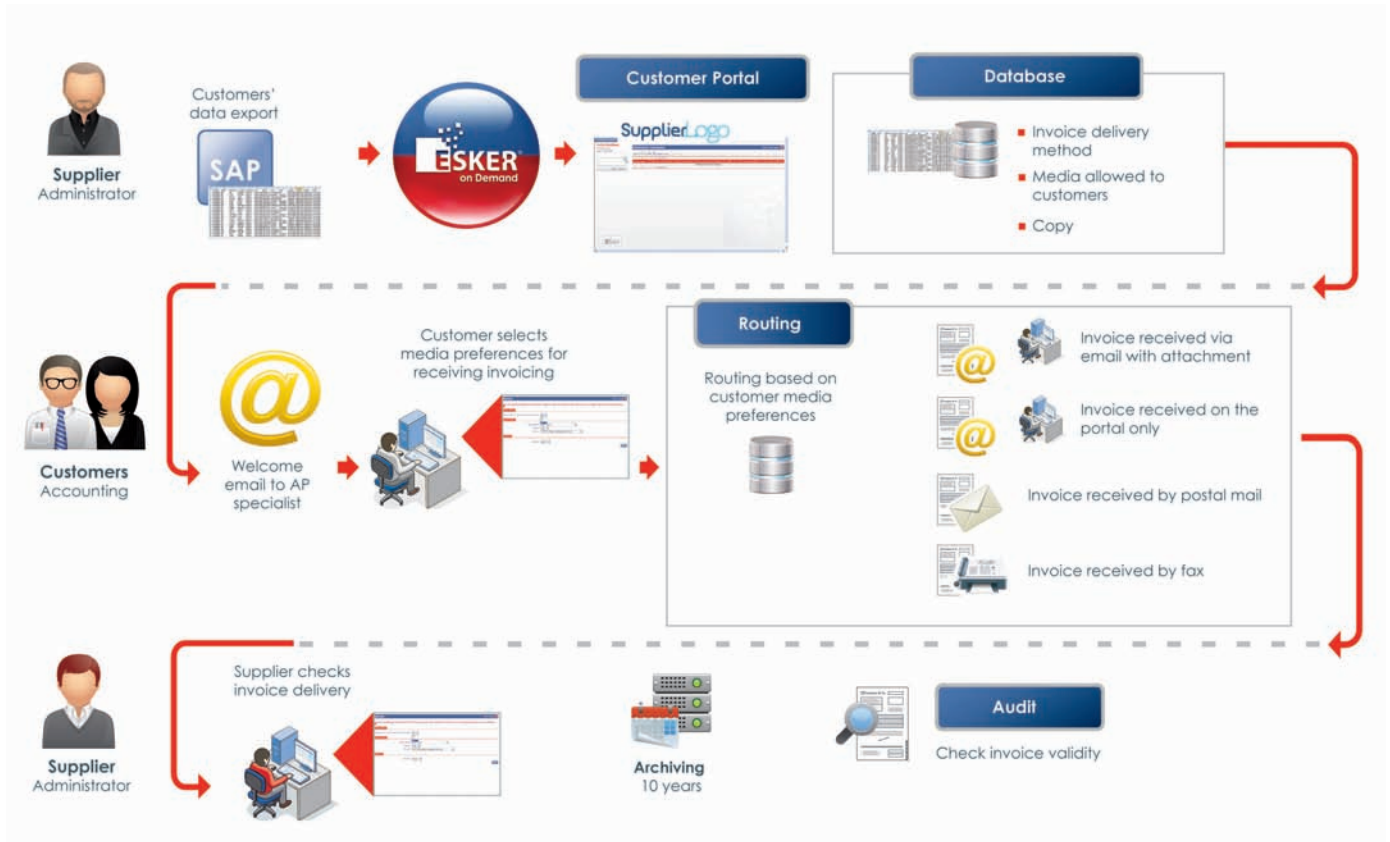 Supplier
Administrator
Customers'
data export
SAP
ESKER®
on Demand
Customer Portal
SupplierLogo
Database
Invoice delivery
method
Media allowed to
customers
Copy
Customers
Accounting
Welcome
email to AP
specialist
Customer selects
media preferences for
receiving invoicing
Routing
Routing based on
customer media
preferences
Invoice received via
email with attachment
Invoice received on the
portal only
Invoice received by postal mail
Invoice received by fax
Supplier
Administrator
Supplier checks
invoice delivery
Archiving
10 years
Audit
Check invoice validity